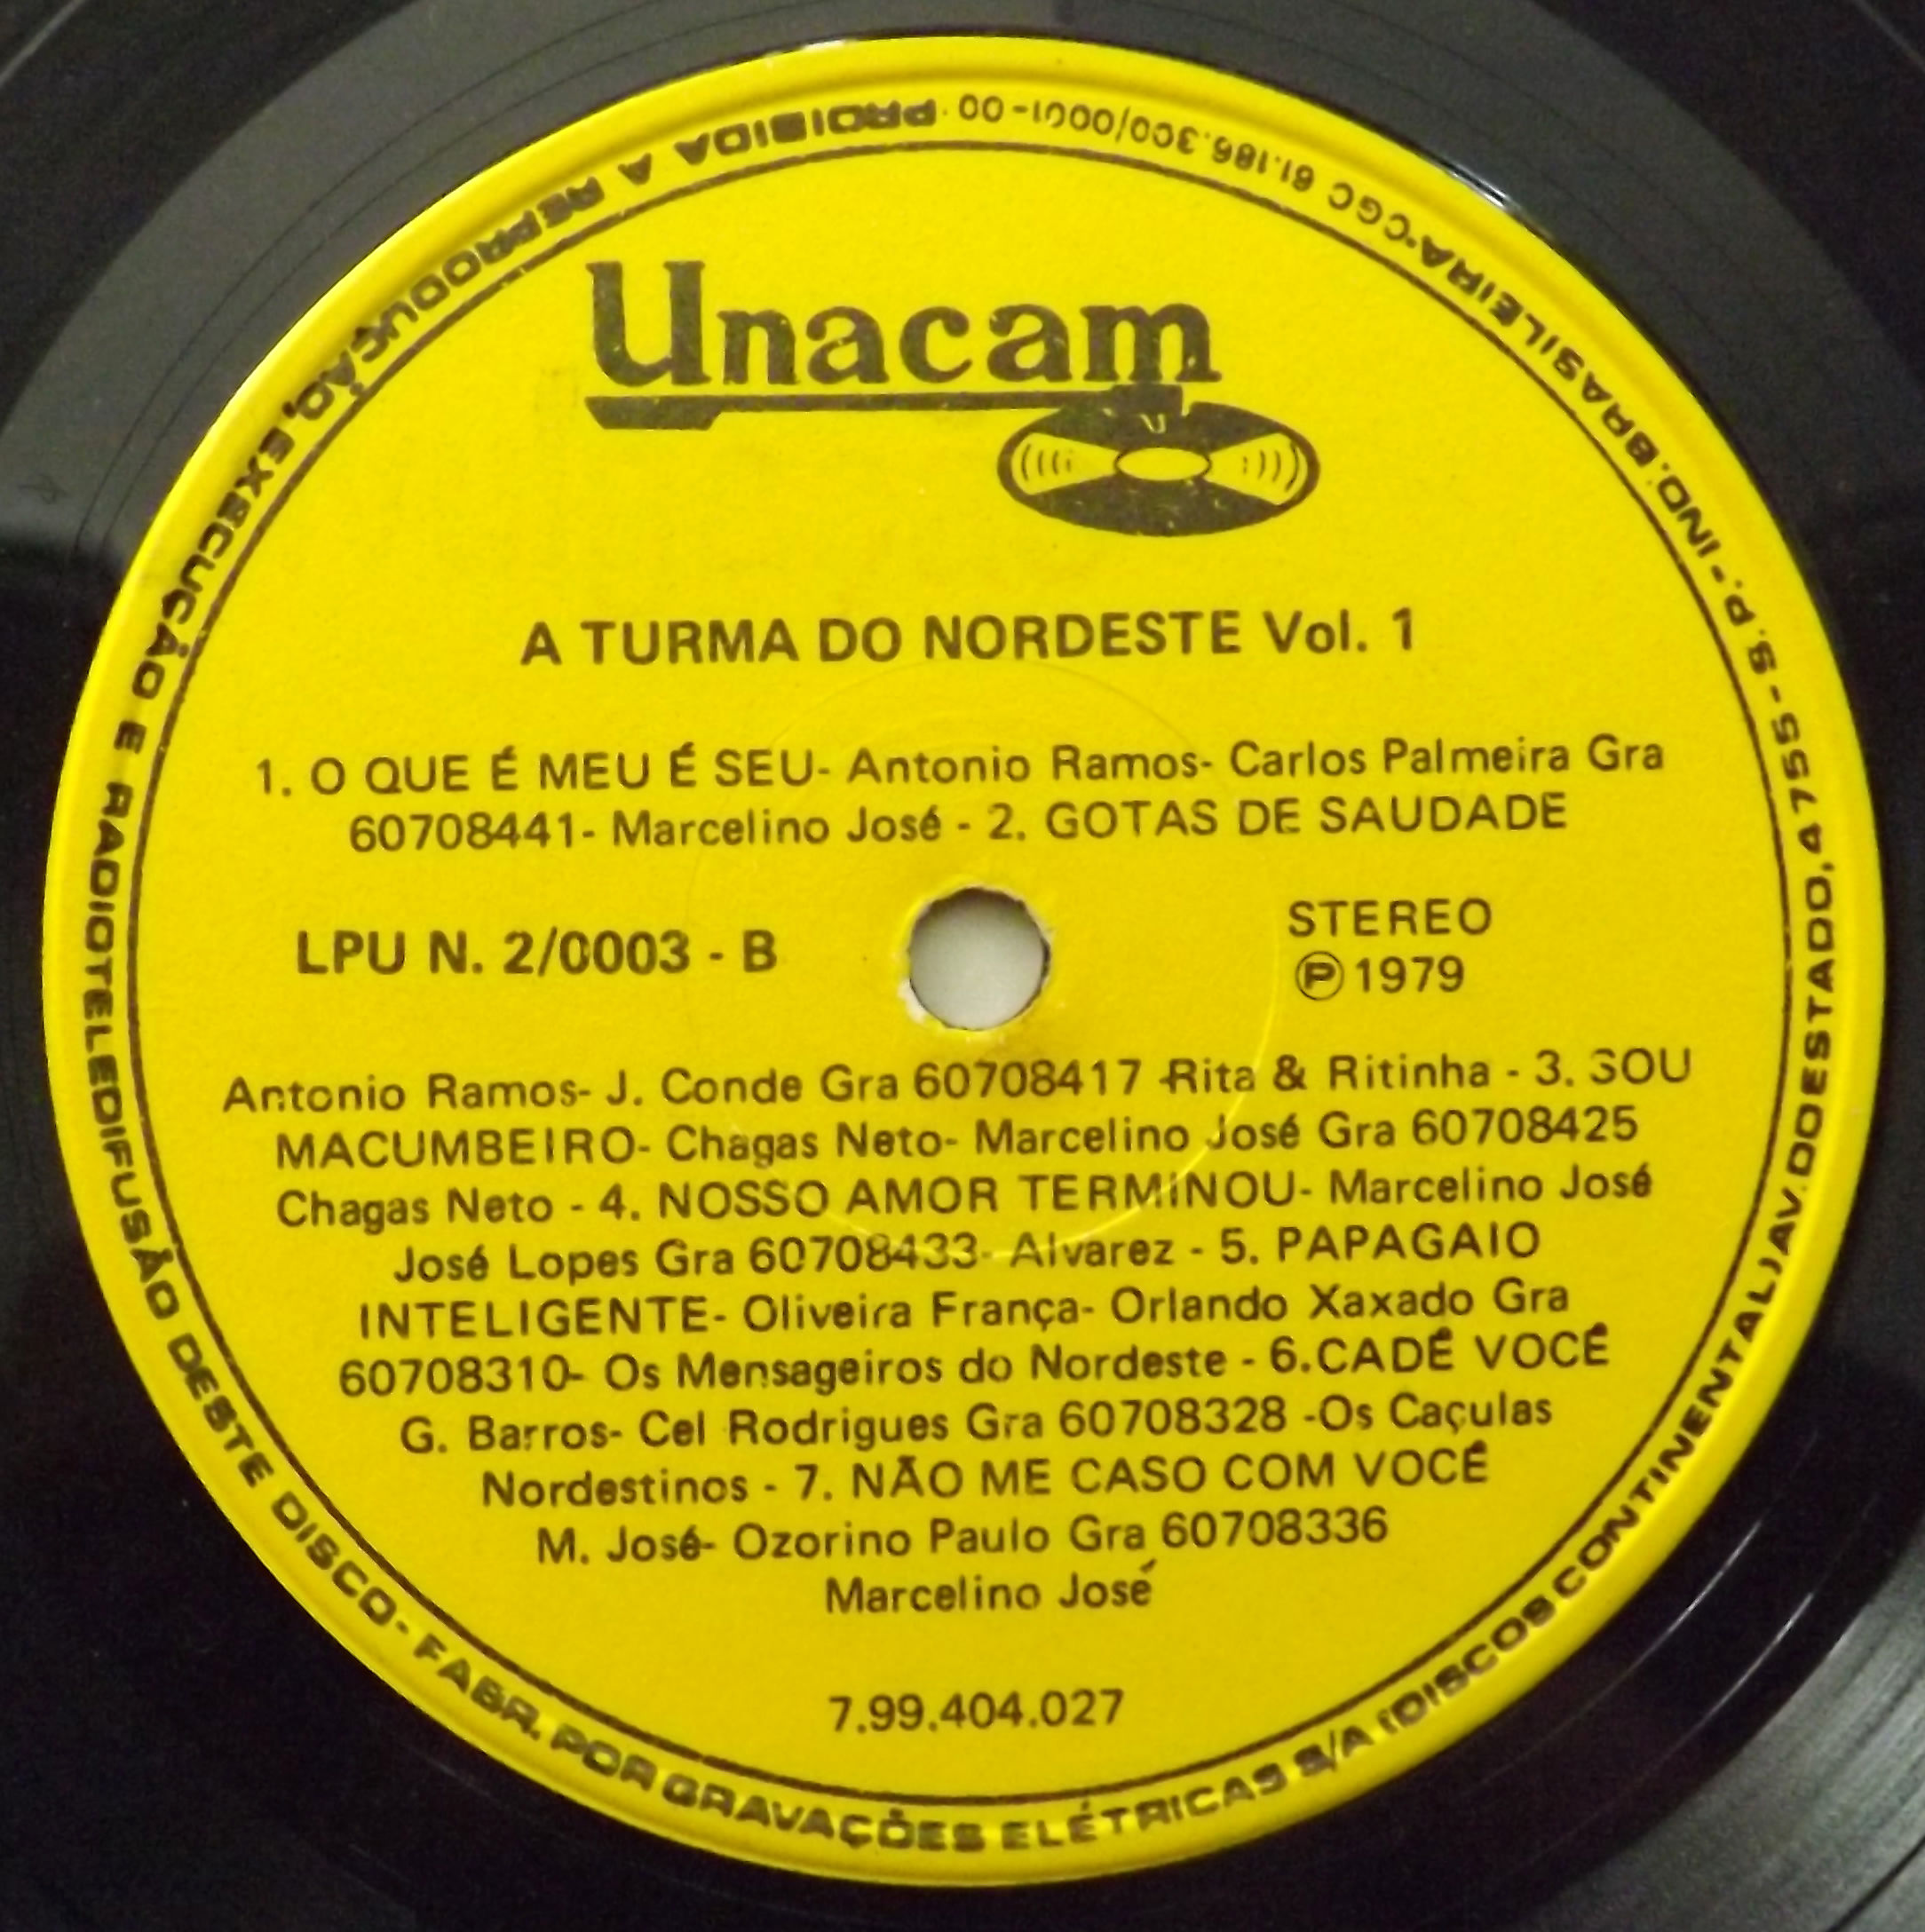 Unacam
A TURMA DO NORDESTE Vol. 1
1. O QUE É MEU É SEU- Antonio Ramos- Carlos Palmeira Gra
60708441- Marcelino José - 2. GOTAS DE SAUDADE
LPU N. 2/0003 - B
STEREO
Ⓟ 1979
Antonio Ramos- J. Conde Gra 60708417 -Rita & Ritinha - 3. SOU
MACUMBEIRO- Chagas Neto- Marcelino José Gra 60708425
Chagas Neto - 4. NOSSO AMOR TERMINOU- Marcelino José
José Lopes Gra 60708433- Alvarez - 5. PAPAGAIO
INTELIGENTE- Oliveira França- Orlando Xaxado Gra
60708310- Os Mensageiros do Nordeste - 6.CADÊ VOCÊ
G. Barros- Cel Rodrigues Gra 60708328 -Os Caçulas
Nordestinos - 7. NÃO ME CASO COM VOCÊ
M. José- Ozorino Paulo Gra 60708336
Marcelino José
7.99.404.027
PROIBIDA A REPRODUÇÃO, EXECUÇÃO E RADIOTELEDIFUSÃO DESTE DISCO - FABR. POR GRAVAÇÕES ELÉTRICAS S/A (DISCOS CONTINENTAL) AV. DO ESTADO, 4755 - S.P. - IND. BRASILEIRA-CGC 61.186.300/0001-00